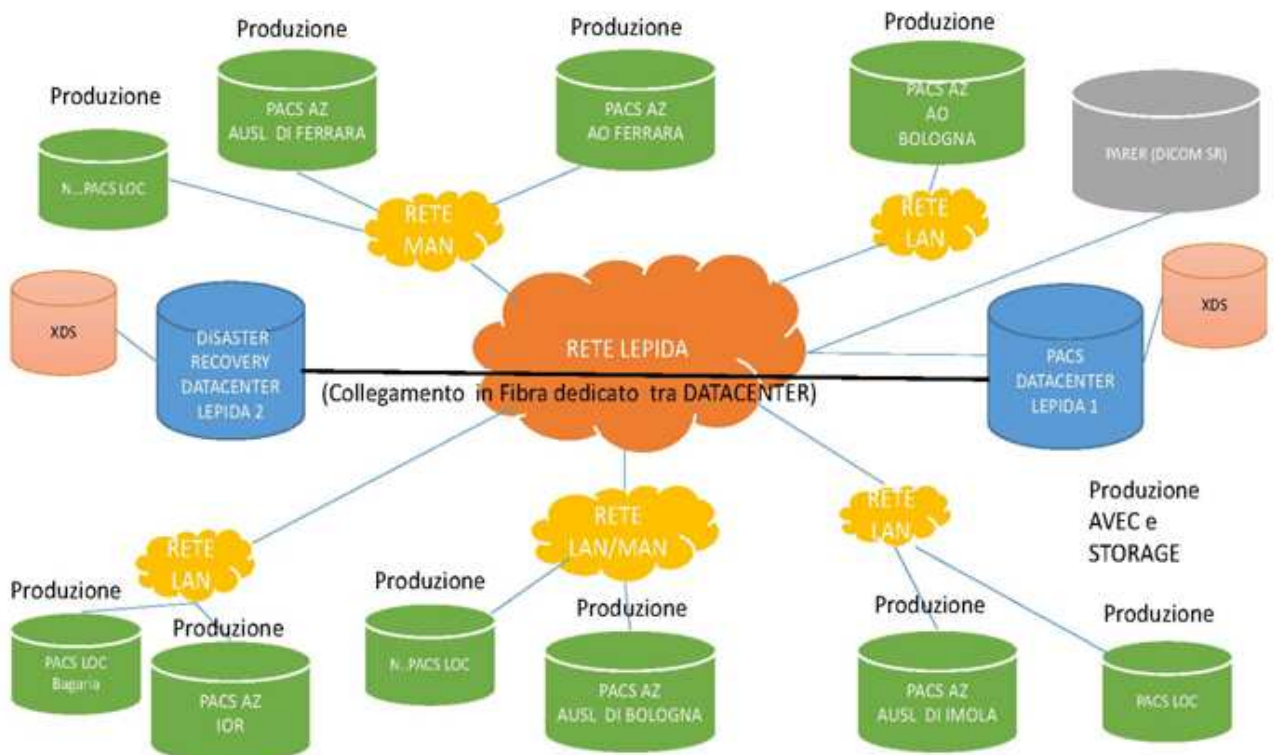 Produzione
Produzione
Produzione
Produzione
PACS AZ
AUSL DI FERRARA
PACS AZ
AO FERRARA
PACS AZ
AO
BOLOGNA
PARER (DICOM SR)
N...PACS LOC
RETE
MAN
RETE
LAN
XDS
XDS
DISASTER
RECOVERY
DATACENTER
LEPIDA 2
RETE LEPIDA
(Collegamento in Fibra dedicato tra DATACENTER)
PACS
DATACENTER
LEPIDA 1
RETE
LAN
RETE
LAN/MAN
RETE
LAN
Produzione
AVEC e
STORAGE
Produzione
Produzione
Produzione
Produzione
Produzione
Produzione
PACS LOC
Bagaria
PACS AZ
IOR
N...PACS LOC
PACS AZ
AUSL DI BOLOGNA
PACS AZ
AUSL DI IMOLA
PACS LOC